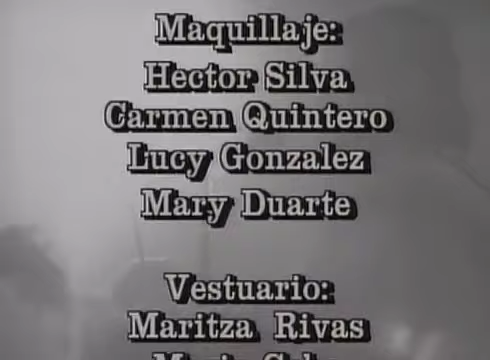 Maquillaje:
Hector Silva
Carmen Quintero
Lucy Gonzalez
Mary Duarte
Vestuario:
Maritza Rivas